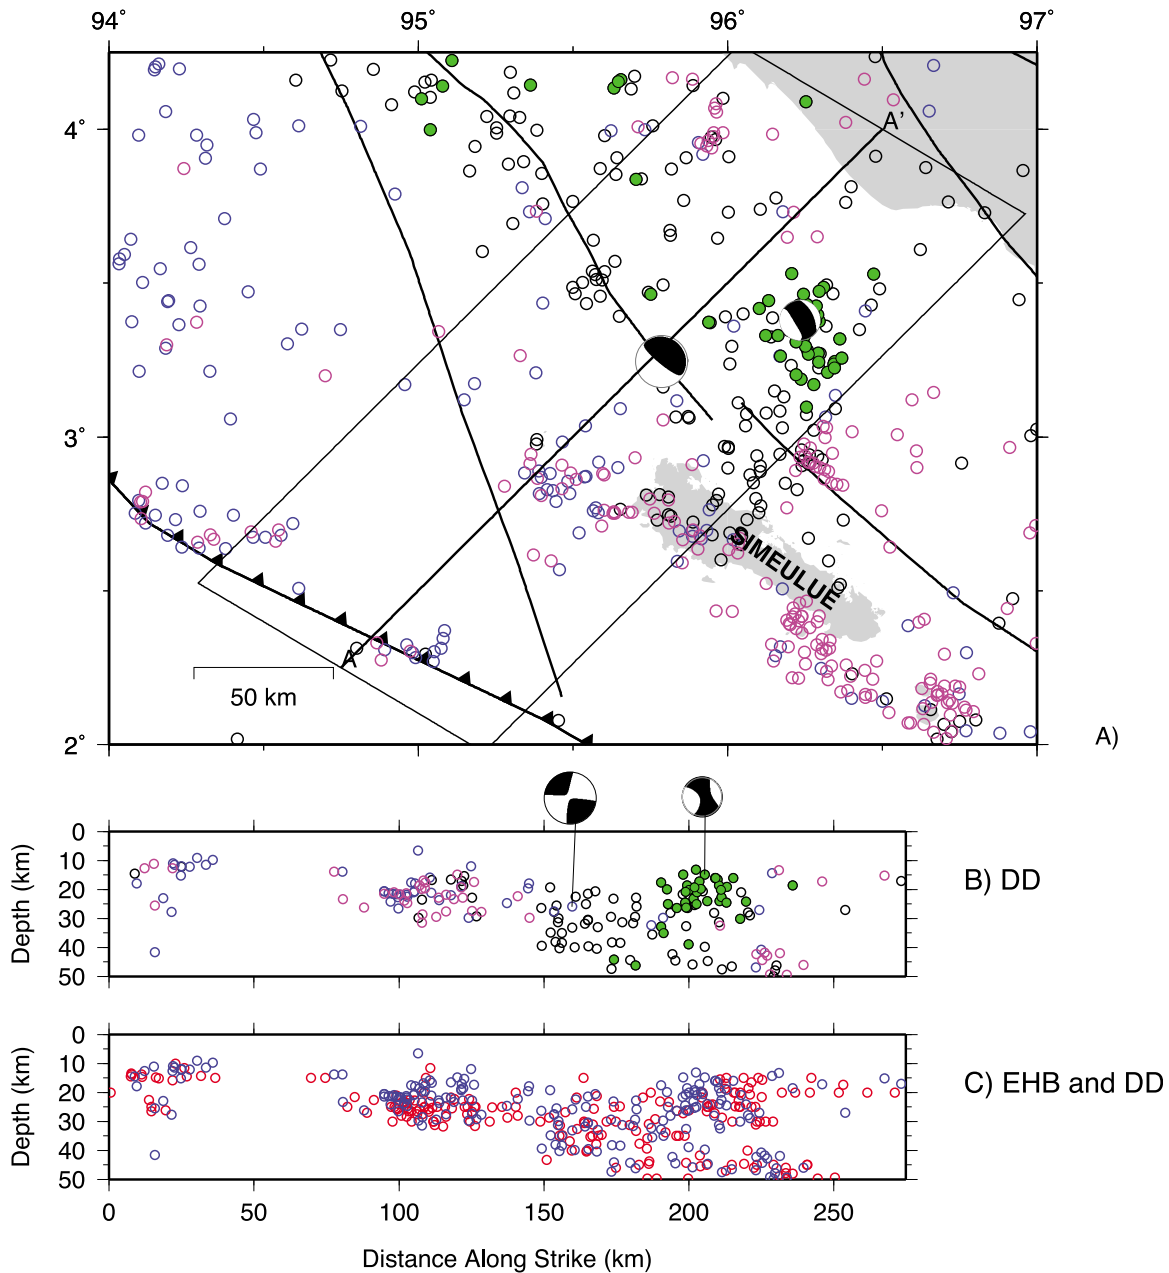 94° 95° 96° 97°
4°
3°
2°
A'
A
SIMEULUE
50 km
A)
0
10
20
30
40
50
Depth (km)
B) DD
0
10
20
30
40
50
Depth (km)
C) EHB and DD
0 50 100 150 200 250
Distance Along Strike (km)